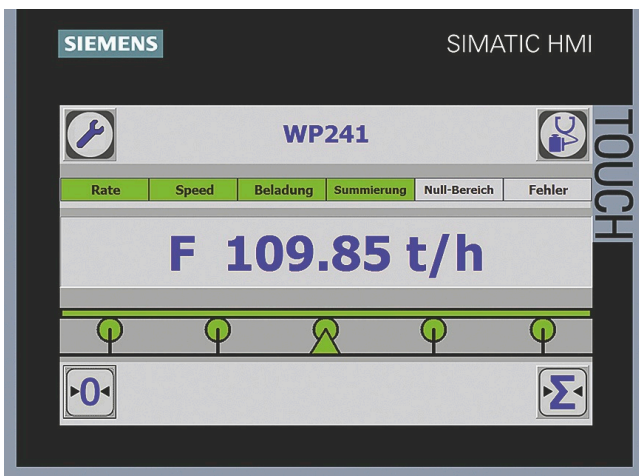 SIEMENS
SIMATIC HMI
TOUCH
WP241
Rate Speed Beladung Summierung Null-Bereich Fehler
F 109.85 t/h
0 Σ